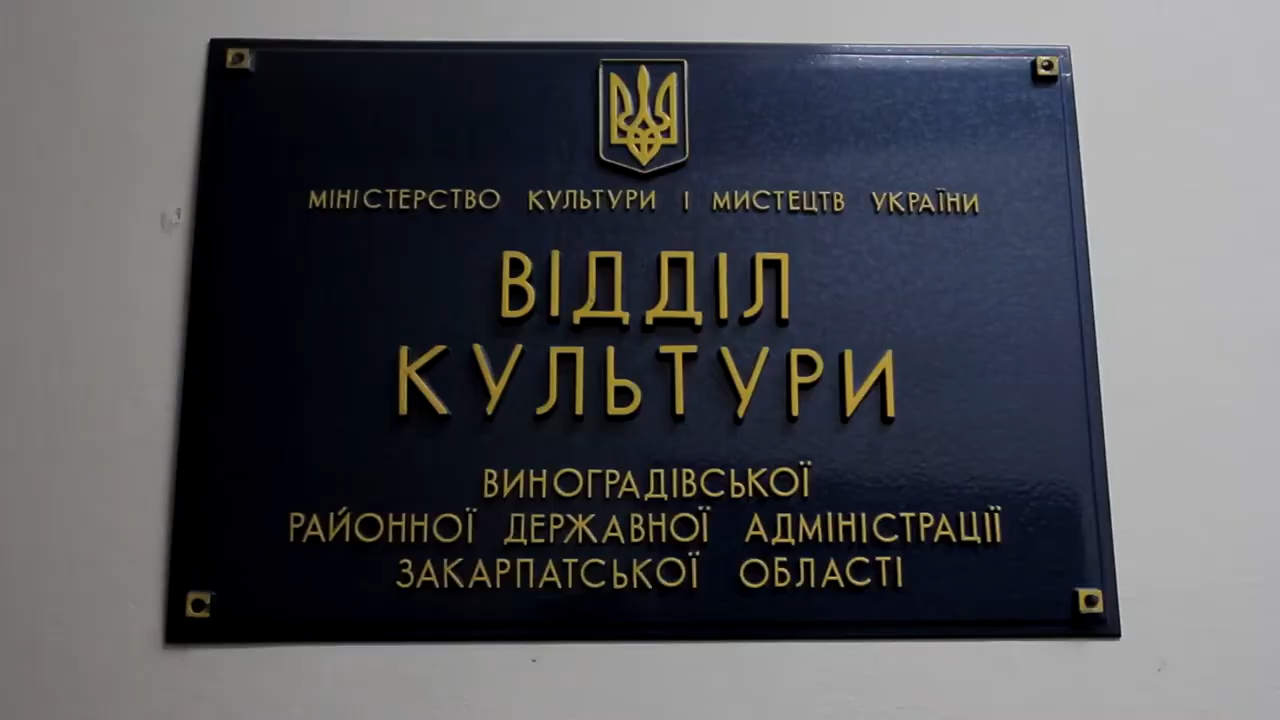 МІНІСТЕРСТВО КУЛЬТУРИ І МИСТЕЦТВ УКРАЇНИ
ВІДДІЛ
КУЛЬТУРИ
ВИНОГРАДІВСЬКОЇ
РАЙОННОЇ ДЕРЖАВНОЇ АДМІНІСТРАЦІЇ
ЗАКАРПАТСЬКОЇ ОБЛАСТІ